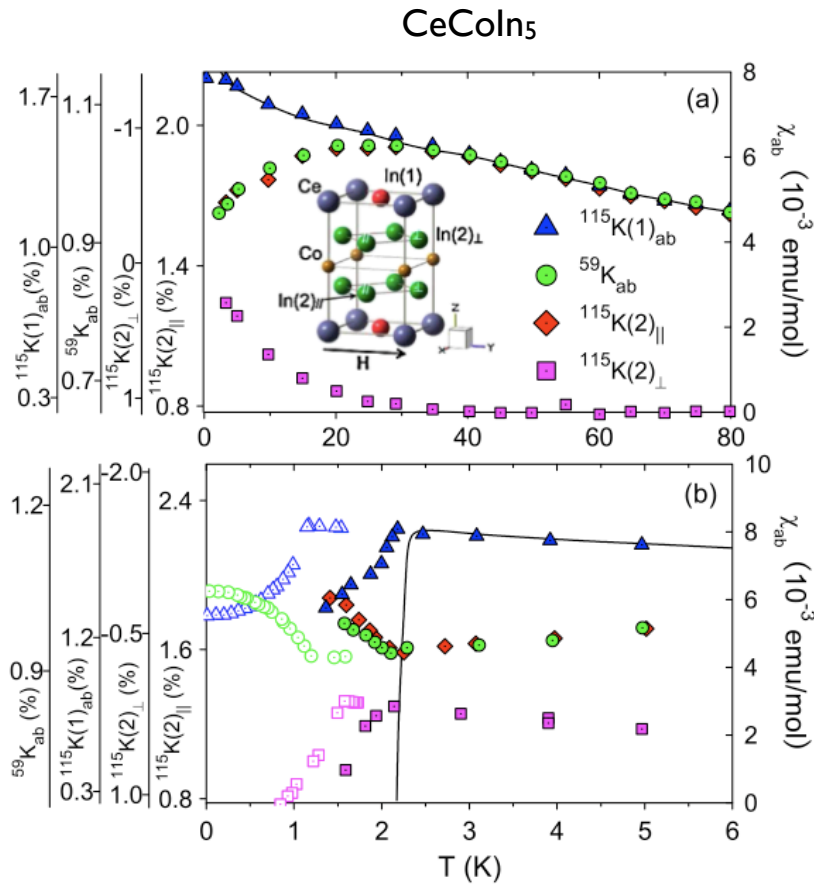 CeCoIn5
(a)
1.7
1.0
0.3
¹¹⁵K(1)ab (%)
1.1
0.9
0.7
⁵⁹Kab (%)
-1
0
1
¹¹⁵K(2)⊥ (%)
2.0
1.4
0.8
¹¹⁵K(2)|| (%)
8
6
4
2
0
χab (10⁻³ emu/mol)
Ce
In(1)
In(2)⊥
Co
In(2)//
H
Z
X
Y
¹¹⁵K(1)ab
⁵⁹Kab
¹¹⁵K(2)||
¹¹⁵K(2)⊥
0 20 40 60 80
(b)
1.2
0.9
⁵⁹Kab (%)
2.1
1.2
0.3
¹¹⁵K(1)ab (%)
-2.0
-0.5
1.0
¹¹⁵K(2)⊥ (%)
2.4
1.6
0.8
¹¹⁵K(2)|| (%)
10
8
6
4
2
0
χab (10⁻³ emu/mol)
0 1 2 3 4 5 6
T (K)